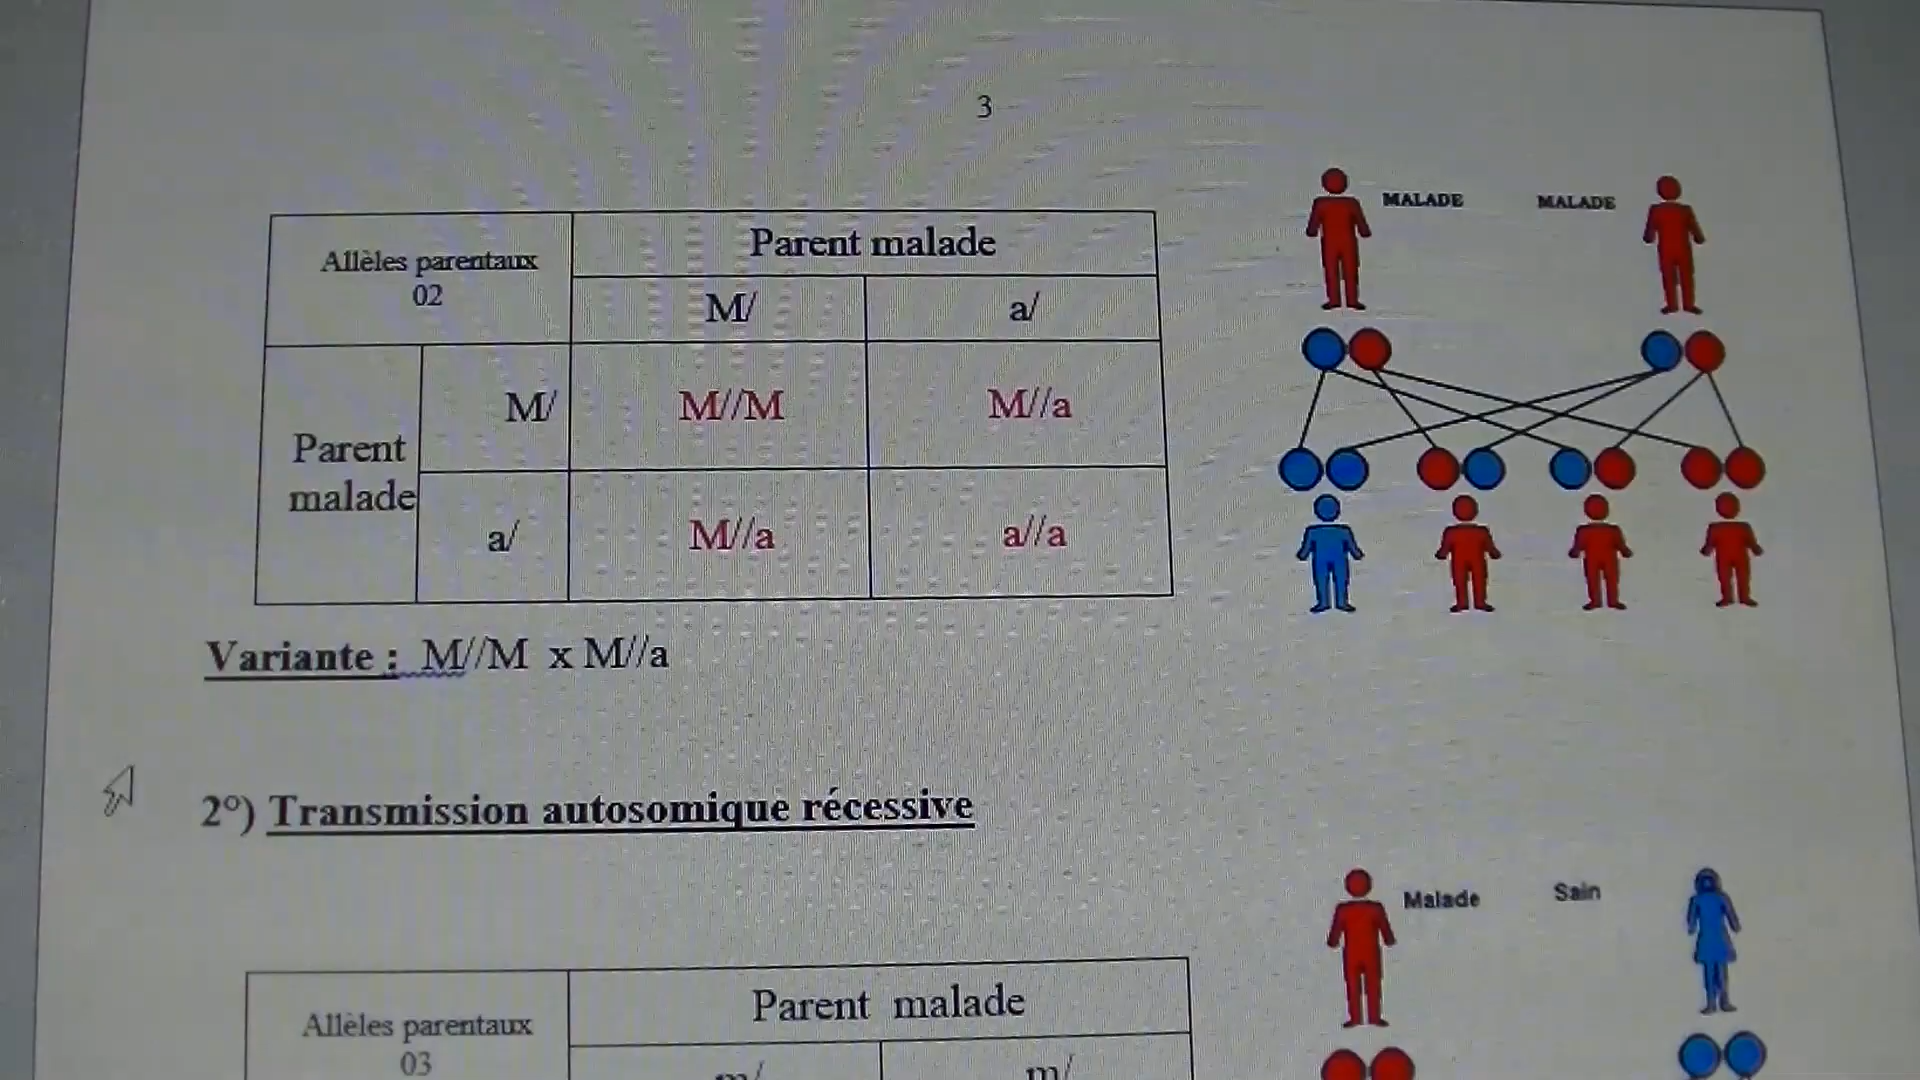 3
MALADE MALADE
Allèles parentaux
02
Parent malade
M/ a/
Parent
malade
M/ M//M M//a
a/ M//a a//a
Variante : M//M x M//a
2°) Transmission autosomique récessive
Malade Sain
Allèles parentaux
03
Parent malade
m/ m/